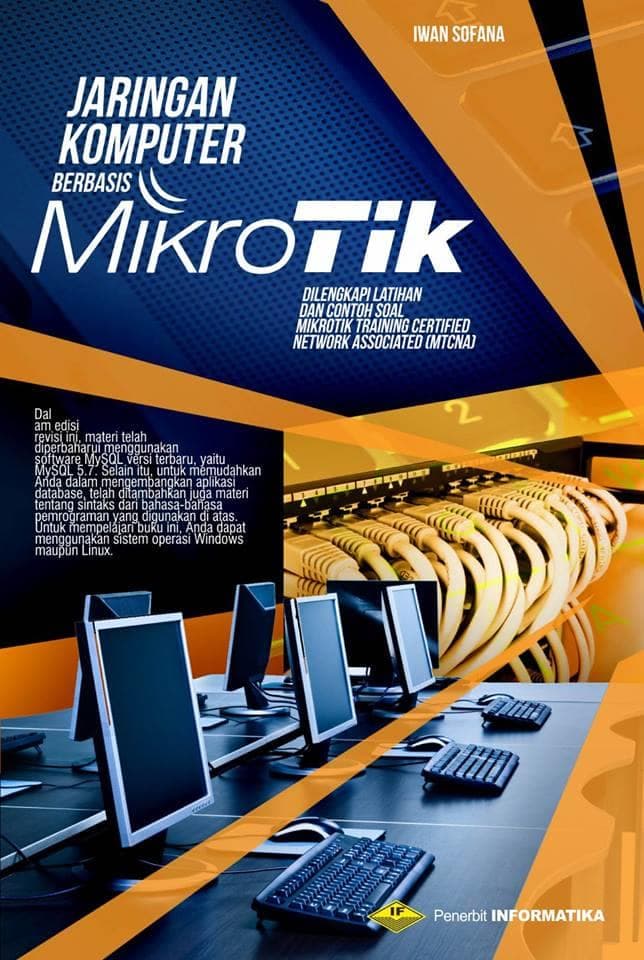 IWAN SOFANA
JARINGAN
KOMPUTER
BERBASIS
MikroTik
DILENGKAPI LATIHAN
DAN CONTOH SOAL
MIKROTIK TRAINING CERTIFIED
NETWORK ASSOCIATED (MTCNA)
Dal
am edisi
revisi ini, materi telah
diperbaharui menggunakan
software MySQL versi terbaru, yaitu
MySQL 5.7. Selain itu, untuk memudahkan
Anda dalam mengembangkan aplikasi
database, telah ditambahkan juga materi
tentang sintaks dari bahasa-bahasa
pemrograman yang digunakan di atas.
Untuk mempelajari buku ini, Anda dapat
menggunakan sistem operasi Windows
maupun Linux.
2
A
IF
Penerbit INFORMATIKA